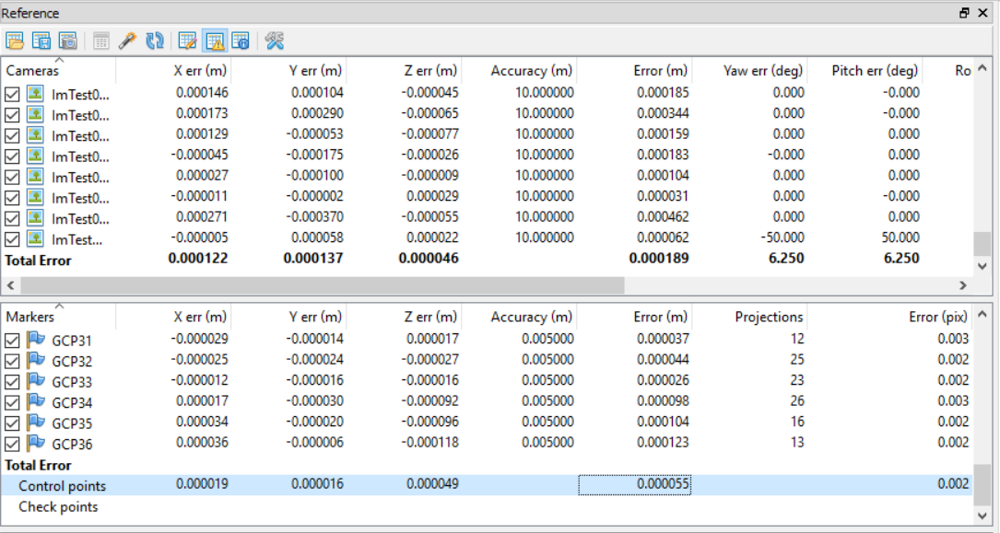 Reference
Cameras X err (m) Y err (m) Z err (m) Accuracy (m) Error (m) Yaw err (deg) Pitch err (deg) Ro
ImTest0... 0.000146 0.000104 -0.000045 10.000000 0.000185 0.000 -0.000
ImTest0... 0.000173 0.000290 -0.000065 10.000000 0.000344 0.000 -0.000
ImTest0... 0.000129 -0.000053 -0.000077 10.000000 0.000159 0.000 0.000
ImTest0... -0.000045 -0.000175 -0.000026 10.000000 0.000183 -0.000 0.000
ImTest0... 0.000027 -0.000100 -0.000009 10.000000 0.000104 0.000 0.000
ImTest0... -0.000011 -0.000002 0.000029 10.000000 0.000031 0.000 -0.000
ImTest0... 0.000271 -0.000370 -0.000055 10.000000 0.000462 0.000 0.000
ImTest... -0.000005 0.000058 0.000022 10.000000 0.000062 -50.000 50.000
Total Error 0.000122 0.000137 0.000046 0.000189 6.250 6.250
Markers X err (m) Y err (m) Z err (m) Accuracy (m) Error (m) Projections Error (pix)
GCP31 -0.000029 -0.000014 0.000017 0.005000 0.000037 12 0.003
GCP32 -0.000025 -0.000024 -0.000027 0.005000 0.000044 25 0.002
GCP33 -0.000012 -0.000016 -0.000016 0.005000 0.000026 23 0.002
GCP34 0.000017 -0.000030 -0.000092 0.005000 0.000098 26 0.003
GCP35 0.000034 -0.000020 -0.000096 0.005000 0.000104 16 0.002
GCP36 0.000036 -0.000006 -0.000118 0.005000 0.000123 13 0.002
Total Error
Control points 0.000019 0.000016 0.000049 0.000055 0.002
Check points